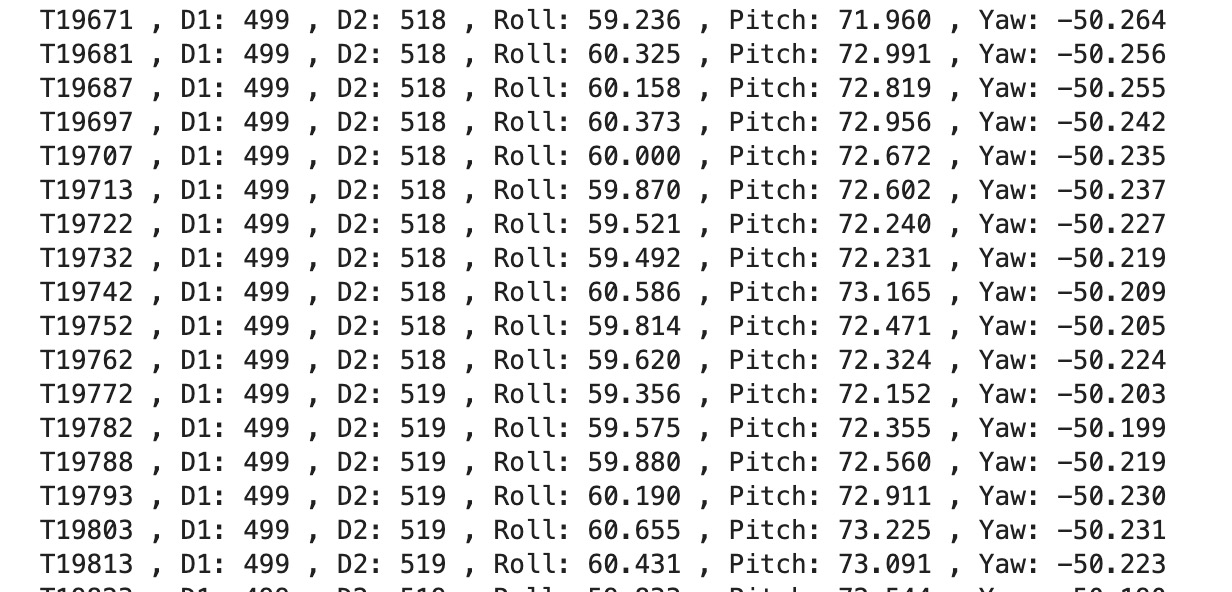 T19671 , D1: 499 , D2: 518 , Roll: 59.236 , Pitch: 71.960 , Yaw: -50.264
T19681 , D1: 499 , D2: 518 , Roll: 60.325 , Pitch: 72.991 , Yaw: -50.256
T19687 , D1: 499 , D2: 518 , Roll: 60.158 , Pitch: 72.819 , Yaw: -50.255
T19697 , D1: 499 , D2: 518 , Roll: 60.373 , Pitch: 72.956 , Yaw: -50.242
T19707 , D1: 499 , D2: 518 , Roll: 60.000 , Pitch: 72.672 , Yaw: -50.235
T19713 , D1: 499 , D2: 518 , Roll: 59.870 , Pitch: 72.602 , Yaw: -50.237
T19722 , D1: 499 , D2: 518 , Roll: 59.521 , Pitch: 72.240 , Yaw: -50.227
T19732 , D1: 499 , D2: 518 , Roll: 59.492 , Pitch: 72.231 , Yaw: -50.219
T19742 , D1: 499 , D2: 518 , Roll: 60.586 , Pitch: 73.165 , Yaw: -50.209
T19752 , D1: 499 , D2: 518 , Roll: 59.814 , Pitch: 72.471 , Yaw: -50.205
T19762 , D1: 499 , D2: 518 , Roll: 59.620 , Pitch: 72.324 , Yaw: -50.224
T19772 , D1: 499 , D2: 519 , Roll: 59.356 , Pitch: 72.152 , Yaw: -50.203
T19782 , D1: 499 , D2: 519 , Roll: 59.575 , Pitch: 72.355 , Yaw: -50.199
T19788 , D1: 499 , D2: 519 , Roll: 59.880 , Pitch: 72.560 , Yaw: -50.219
T19793 , D1: 499 , D2: 519 , Roll: 60.190 , Pitch: 72.911 , Yaw: -50.230
T19803 , D1: 499 , D2: 519 , Roll: 60.655 , Pitch: 73.225 , Yaw: -50.231
T19813 , D1: 499 , D2: 519 , Roll: 60.431 , Pitch: 73.091 , Yaw: -50.223